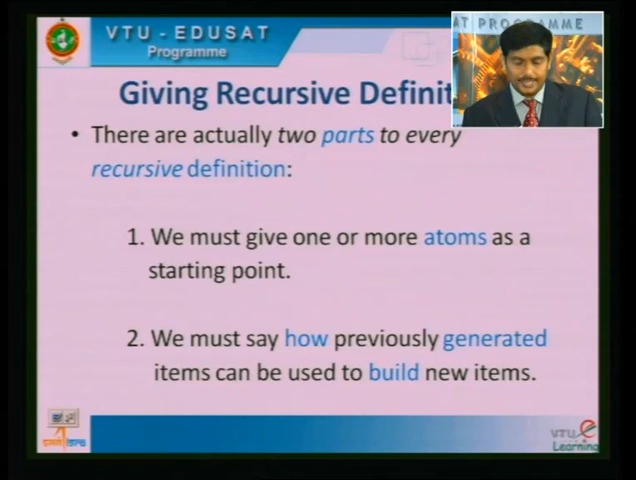 VTU - EDUSAT
Programme
AT PROGRAMME
Giving Recursive Definit
• There are actually two parts to every
recursive definition:
1. We must give one or more atoms as a
starting point.
2. We must say how previously generated
items can be used to build new items.
VTU e
Learning